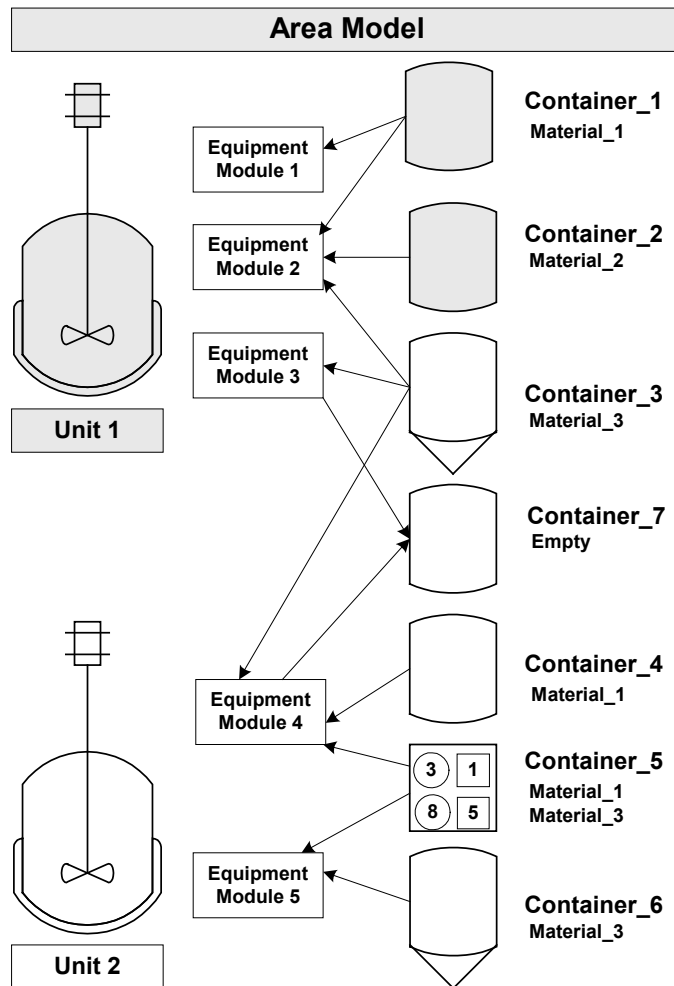 Area Model
Container_1
Material_1
Equipment
Module 1
Container_2
Material_2
Equipment
Module 2
Equipment
Module 3
Container_3
Material_3
Unit 1
Container_7
Empty
Container_4
Material_1
Equipment
Module 4
Container_5
3 1
Material_1
8 5
Material_3
Equipment
Module 5
Container_6
Material_3
Unit 2